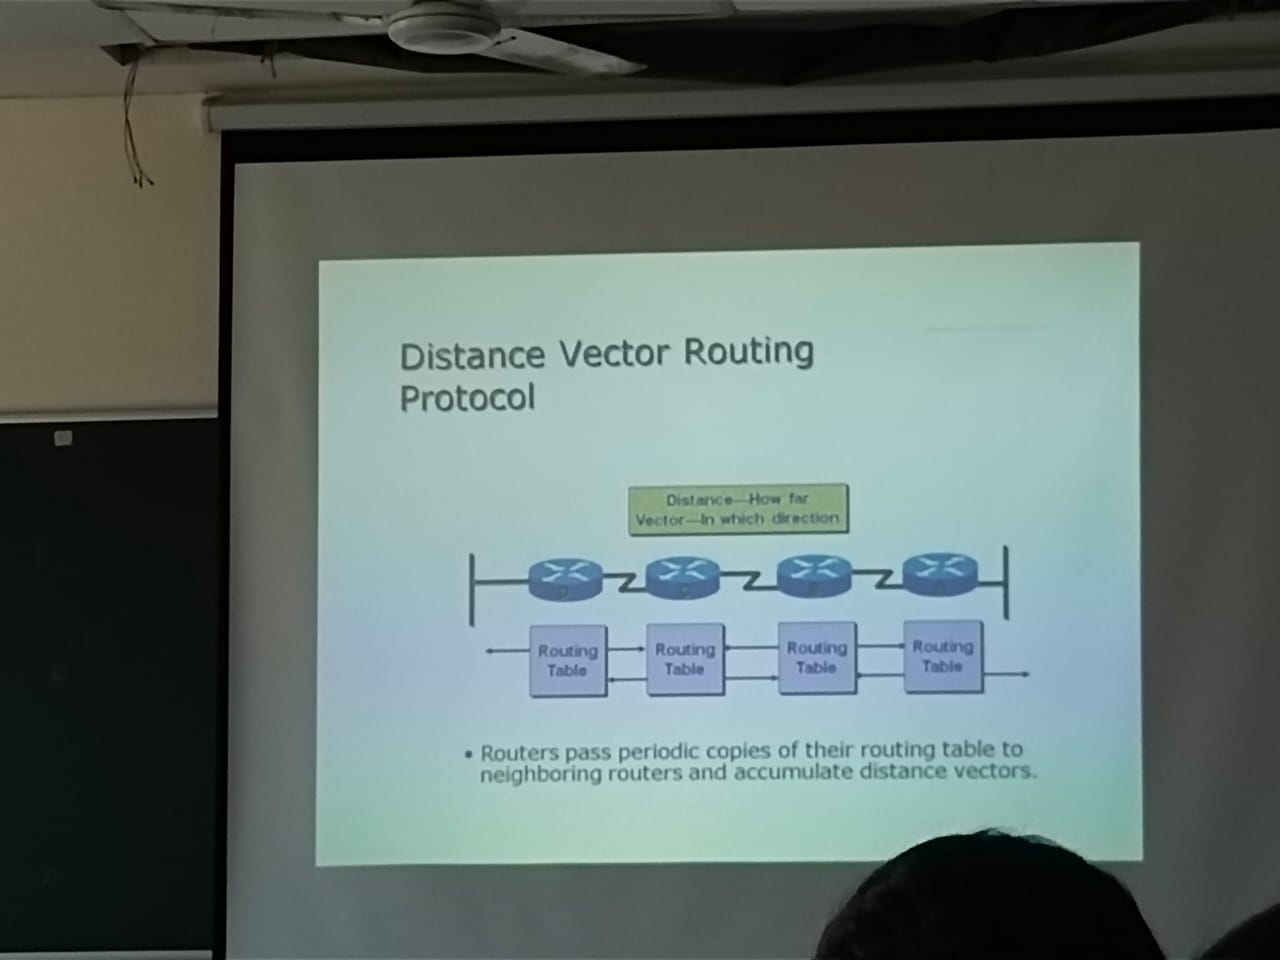 Distance Vector Routing
Protocol
Distance—How far
Vector—In which direction
Routing
Table
Routing
Table
Routing
Table
Routing
Table
• Routers pass periodic copies of their routing table to
neighboring routers and accumulate distance vectors.